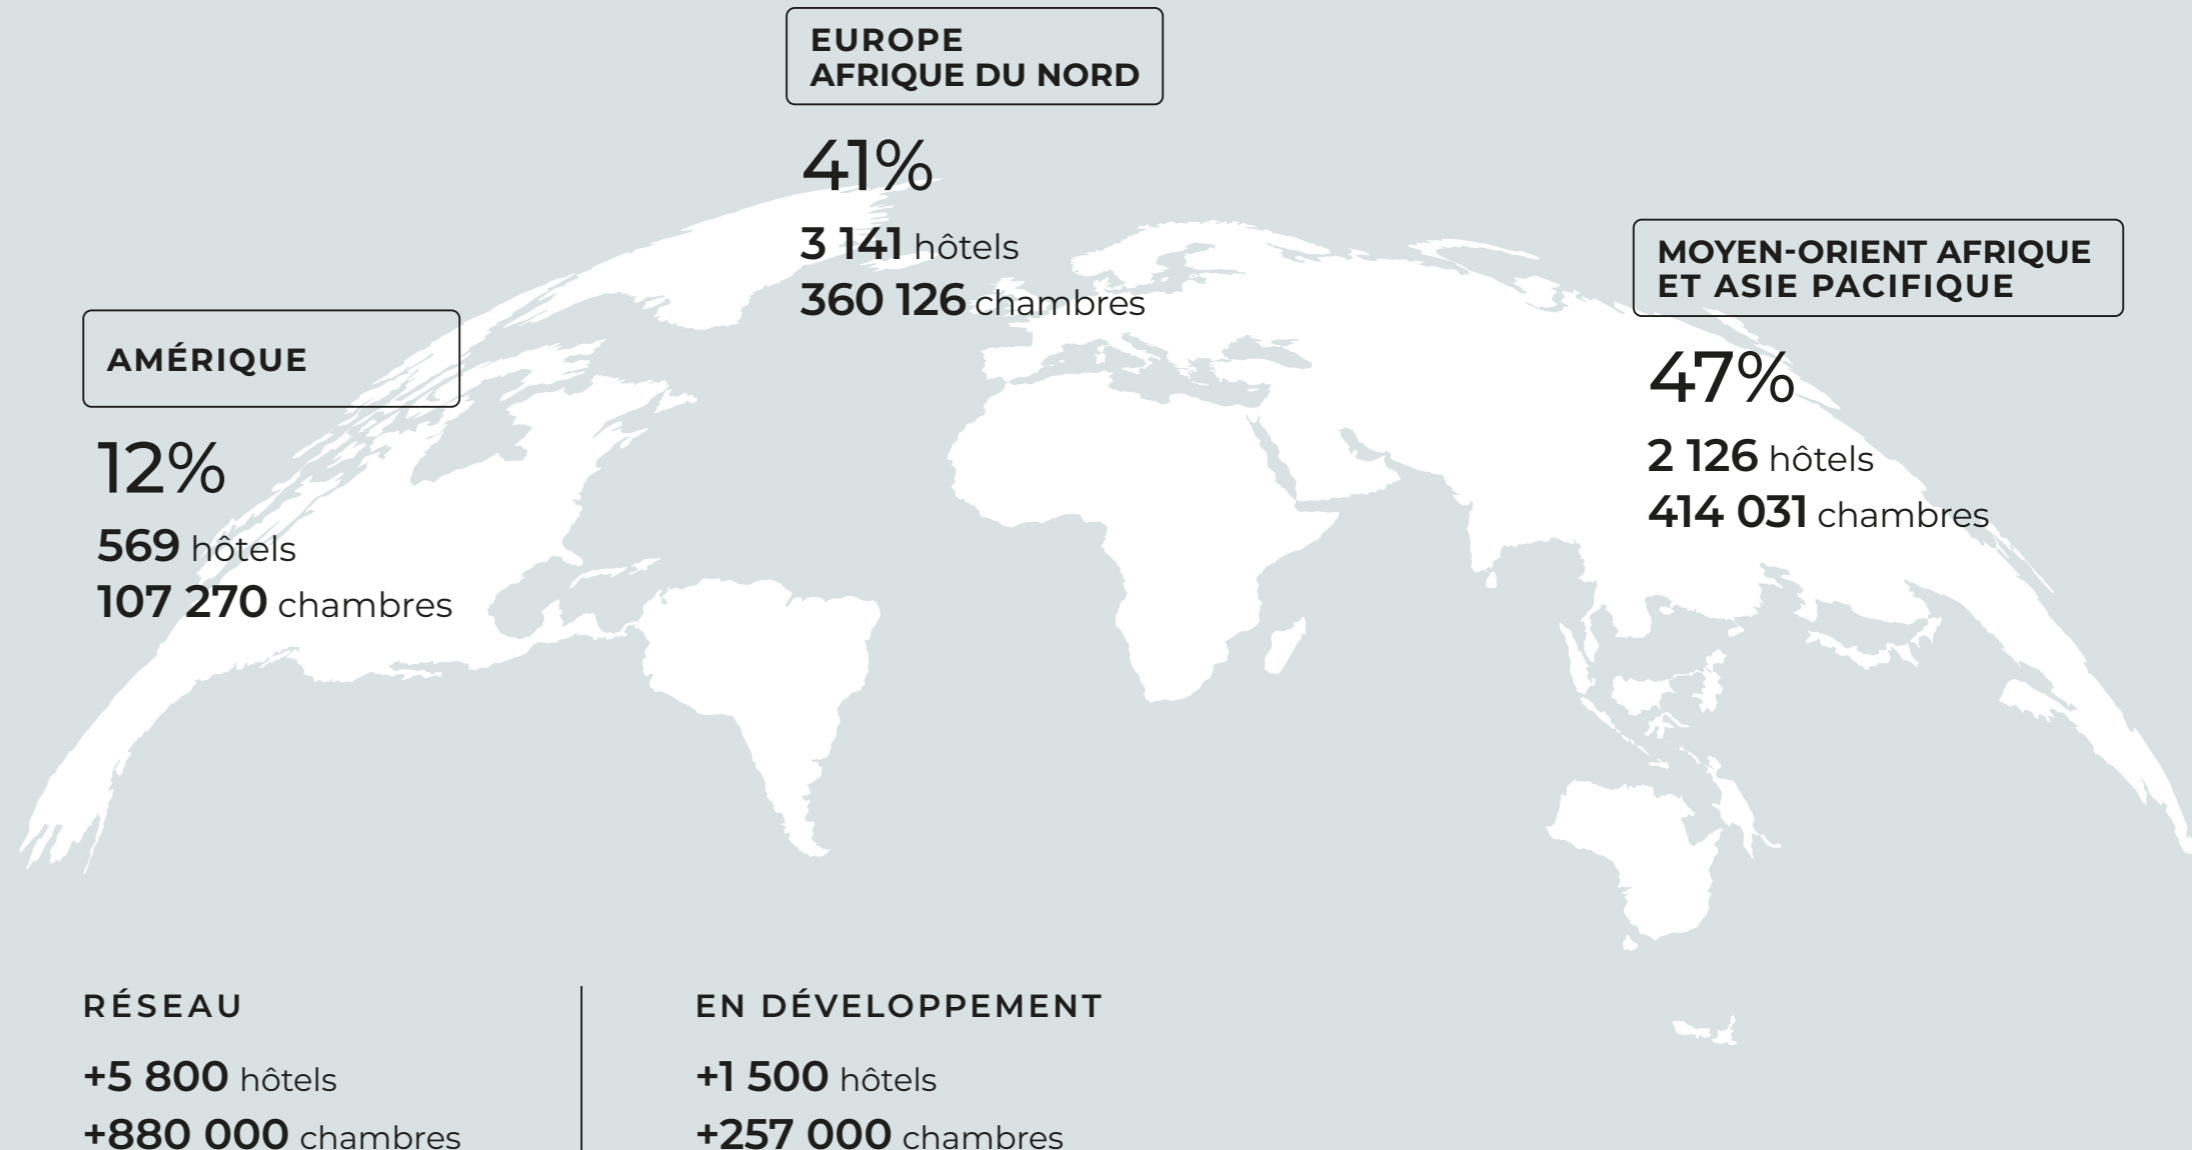 EUROPE
AFRIQUE DU NORD
41%
3 141 hôtels
360 126 chambres
MOYEN-ORIENT AFRIQUE
ET ASIE PACIFIQUE
47%
2 126 hôtels
414 031 chambres
AMÉRIQUE
12%
569 hôtels
107 270 chambres
RÉSEAU
+5 800 hôtels
+880 000 chambres
EN DÉVELOPPEMENT
+1 500 hôtels
+257 000 chambres